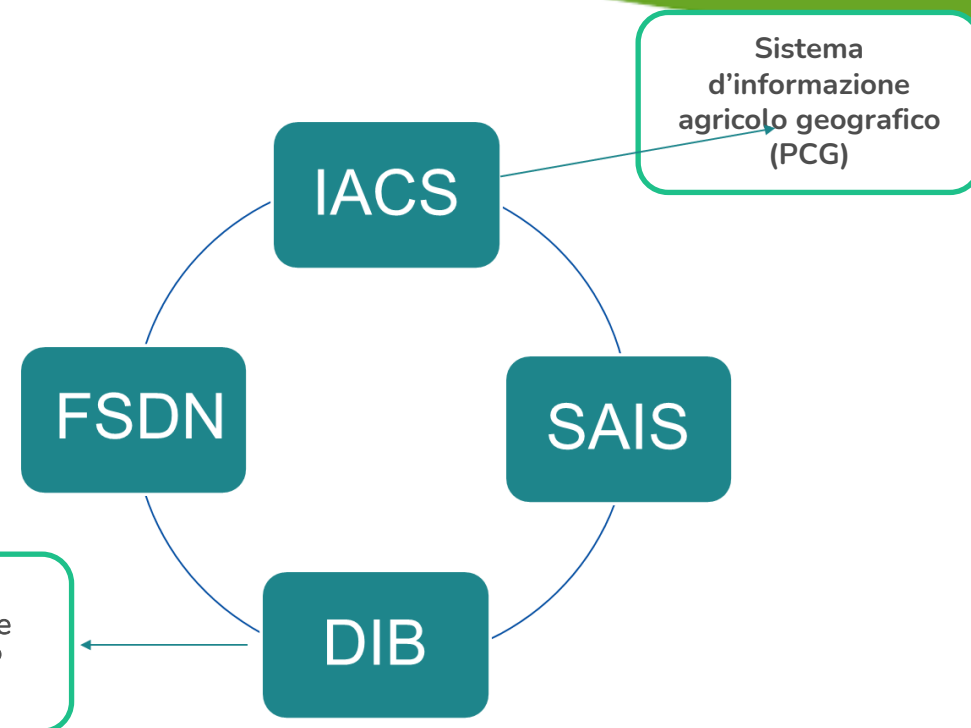 Sistema
d'informazione
agricolo geografico
(PCG)
IACS
FSDN
SAIS
DIB